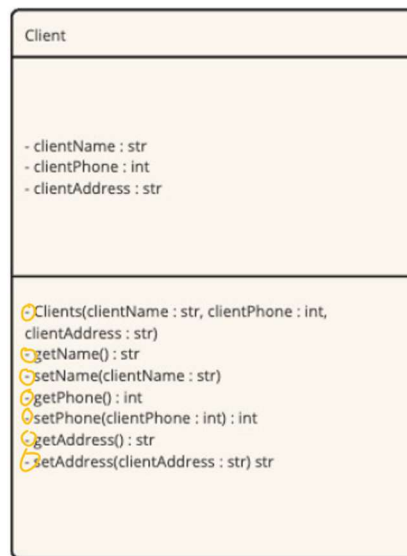 Client
- clientName : str
- clientPhone : int
- clientAddress : str
- Clients(clientName : str, clientPhone : int,
clientAddress : str)
- getName() : str
- setName(clientName : str)
- getPhone() : int
- setPhone(clientPhone : int) : int
- getAddress() : str
- setAddress(clientAddress : str) str